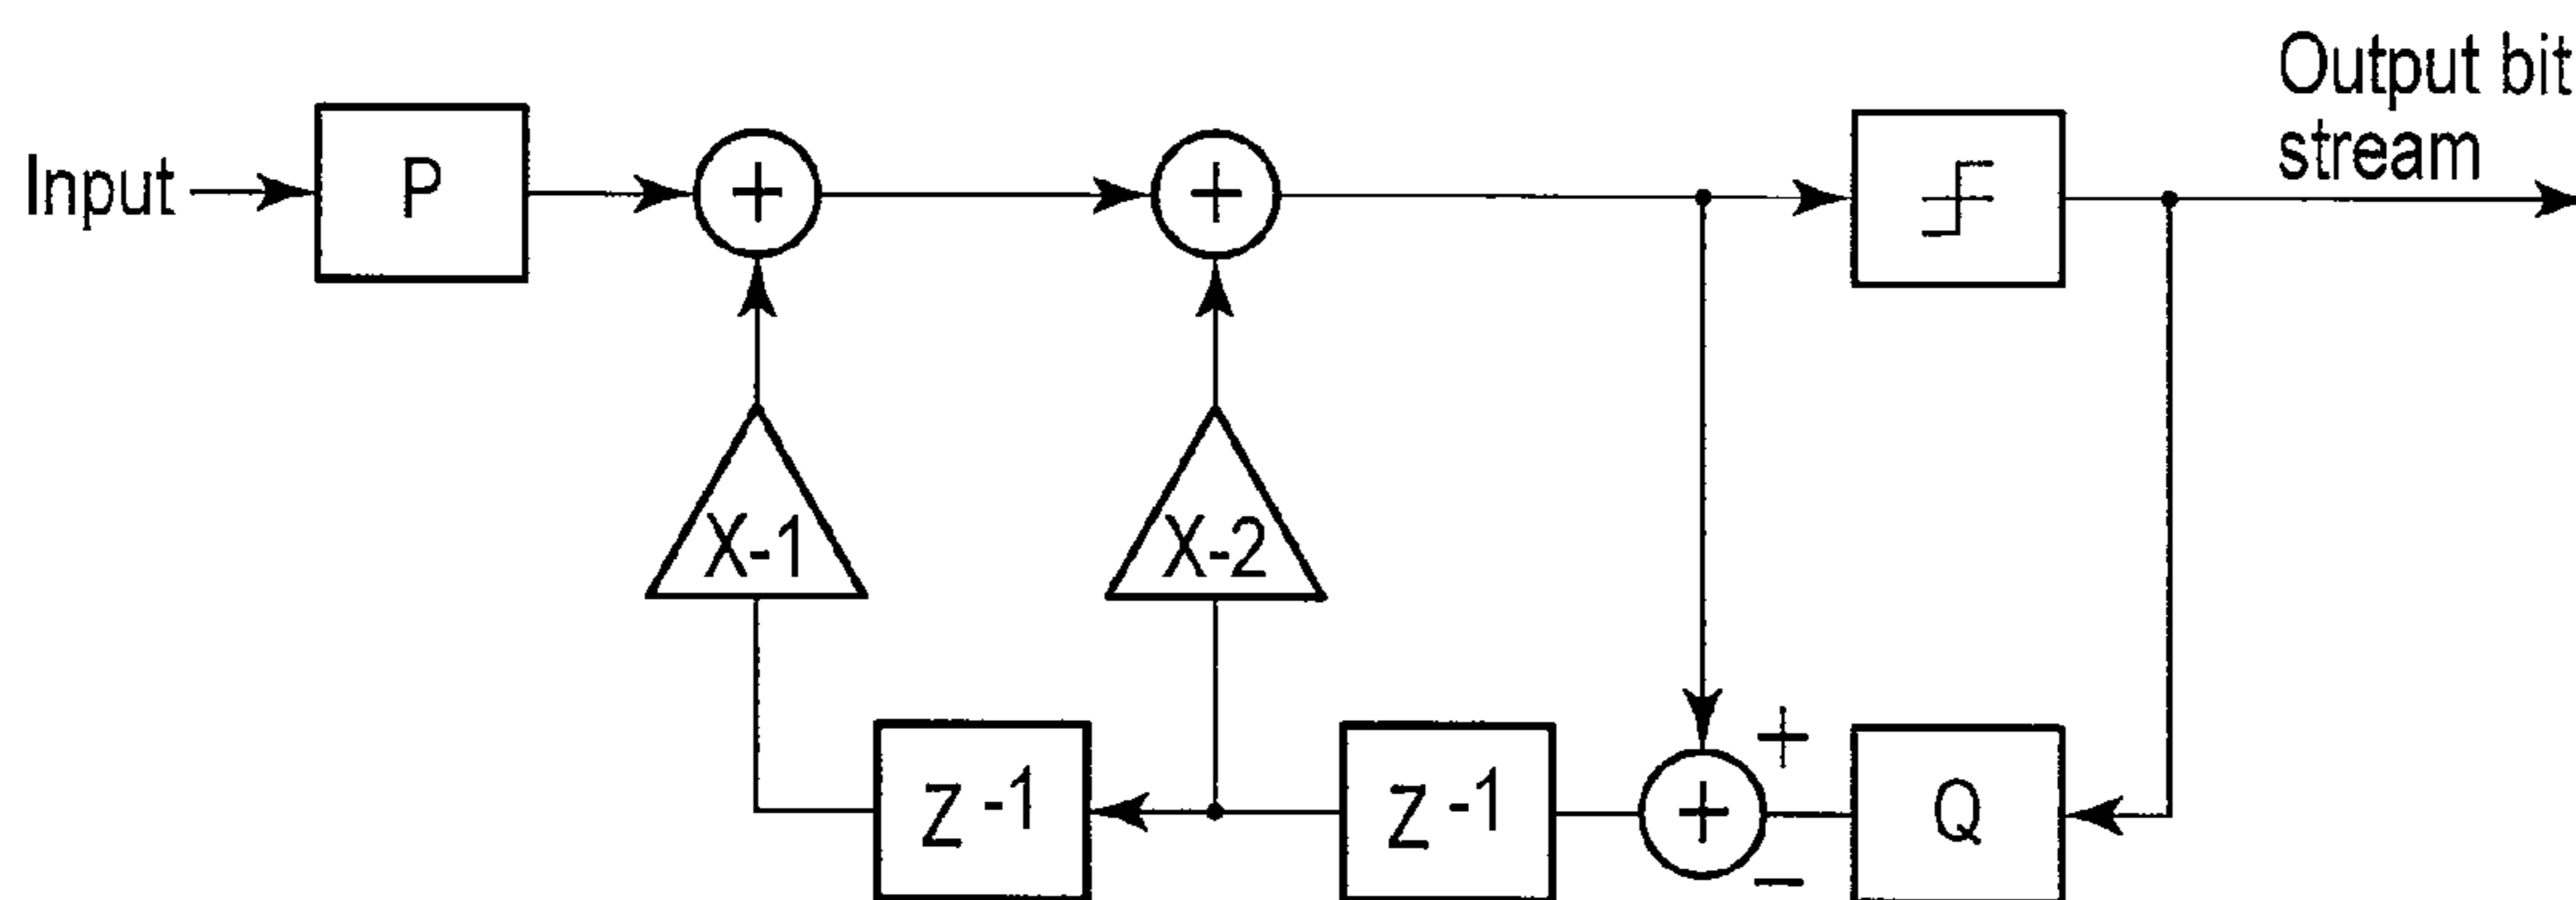 Output bit
stream
Input
P
+
+
X-1
X-2
+
Z -1
Z -1
+
−
Q